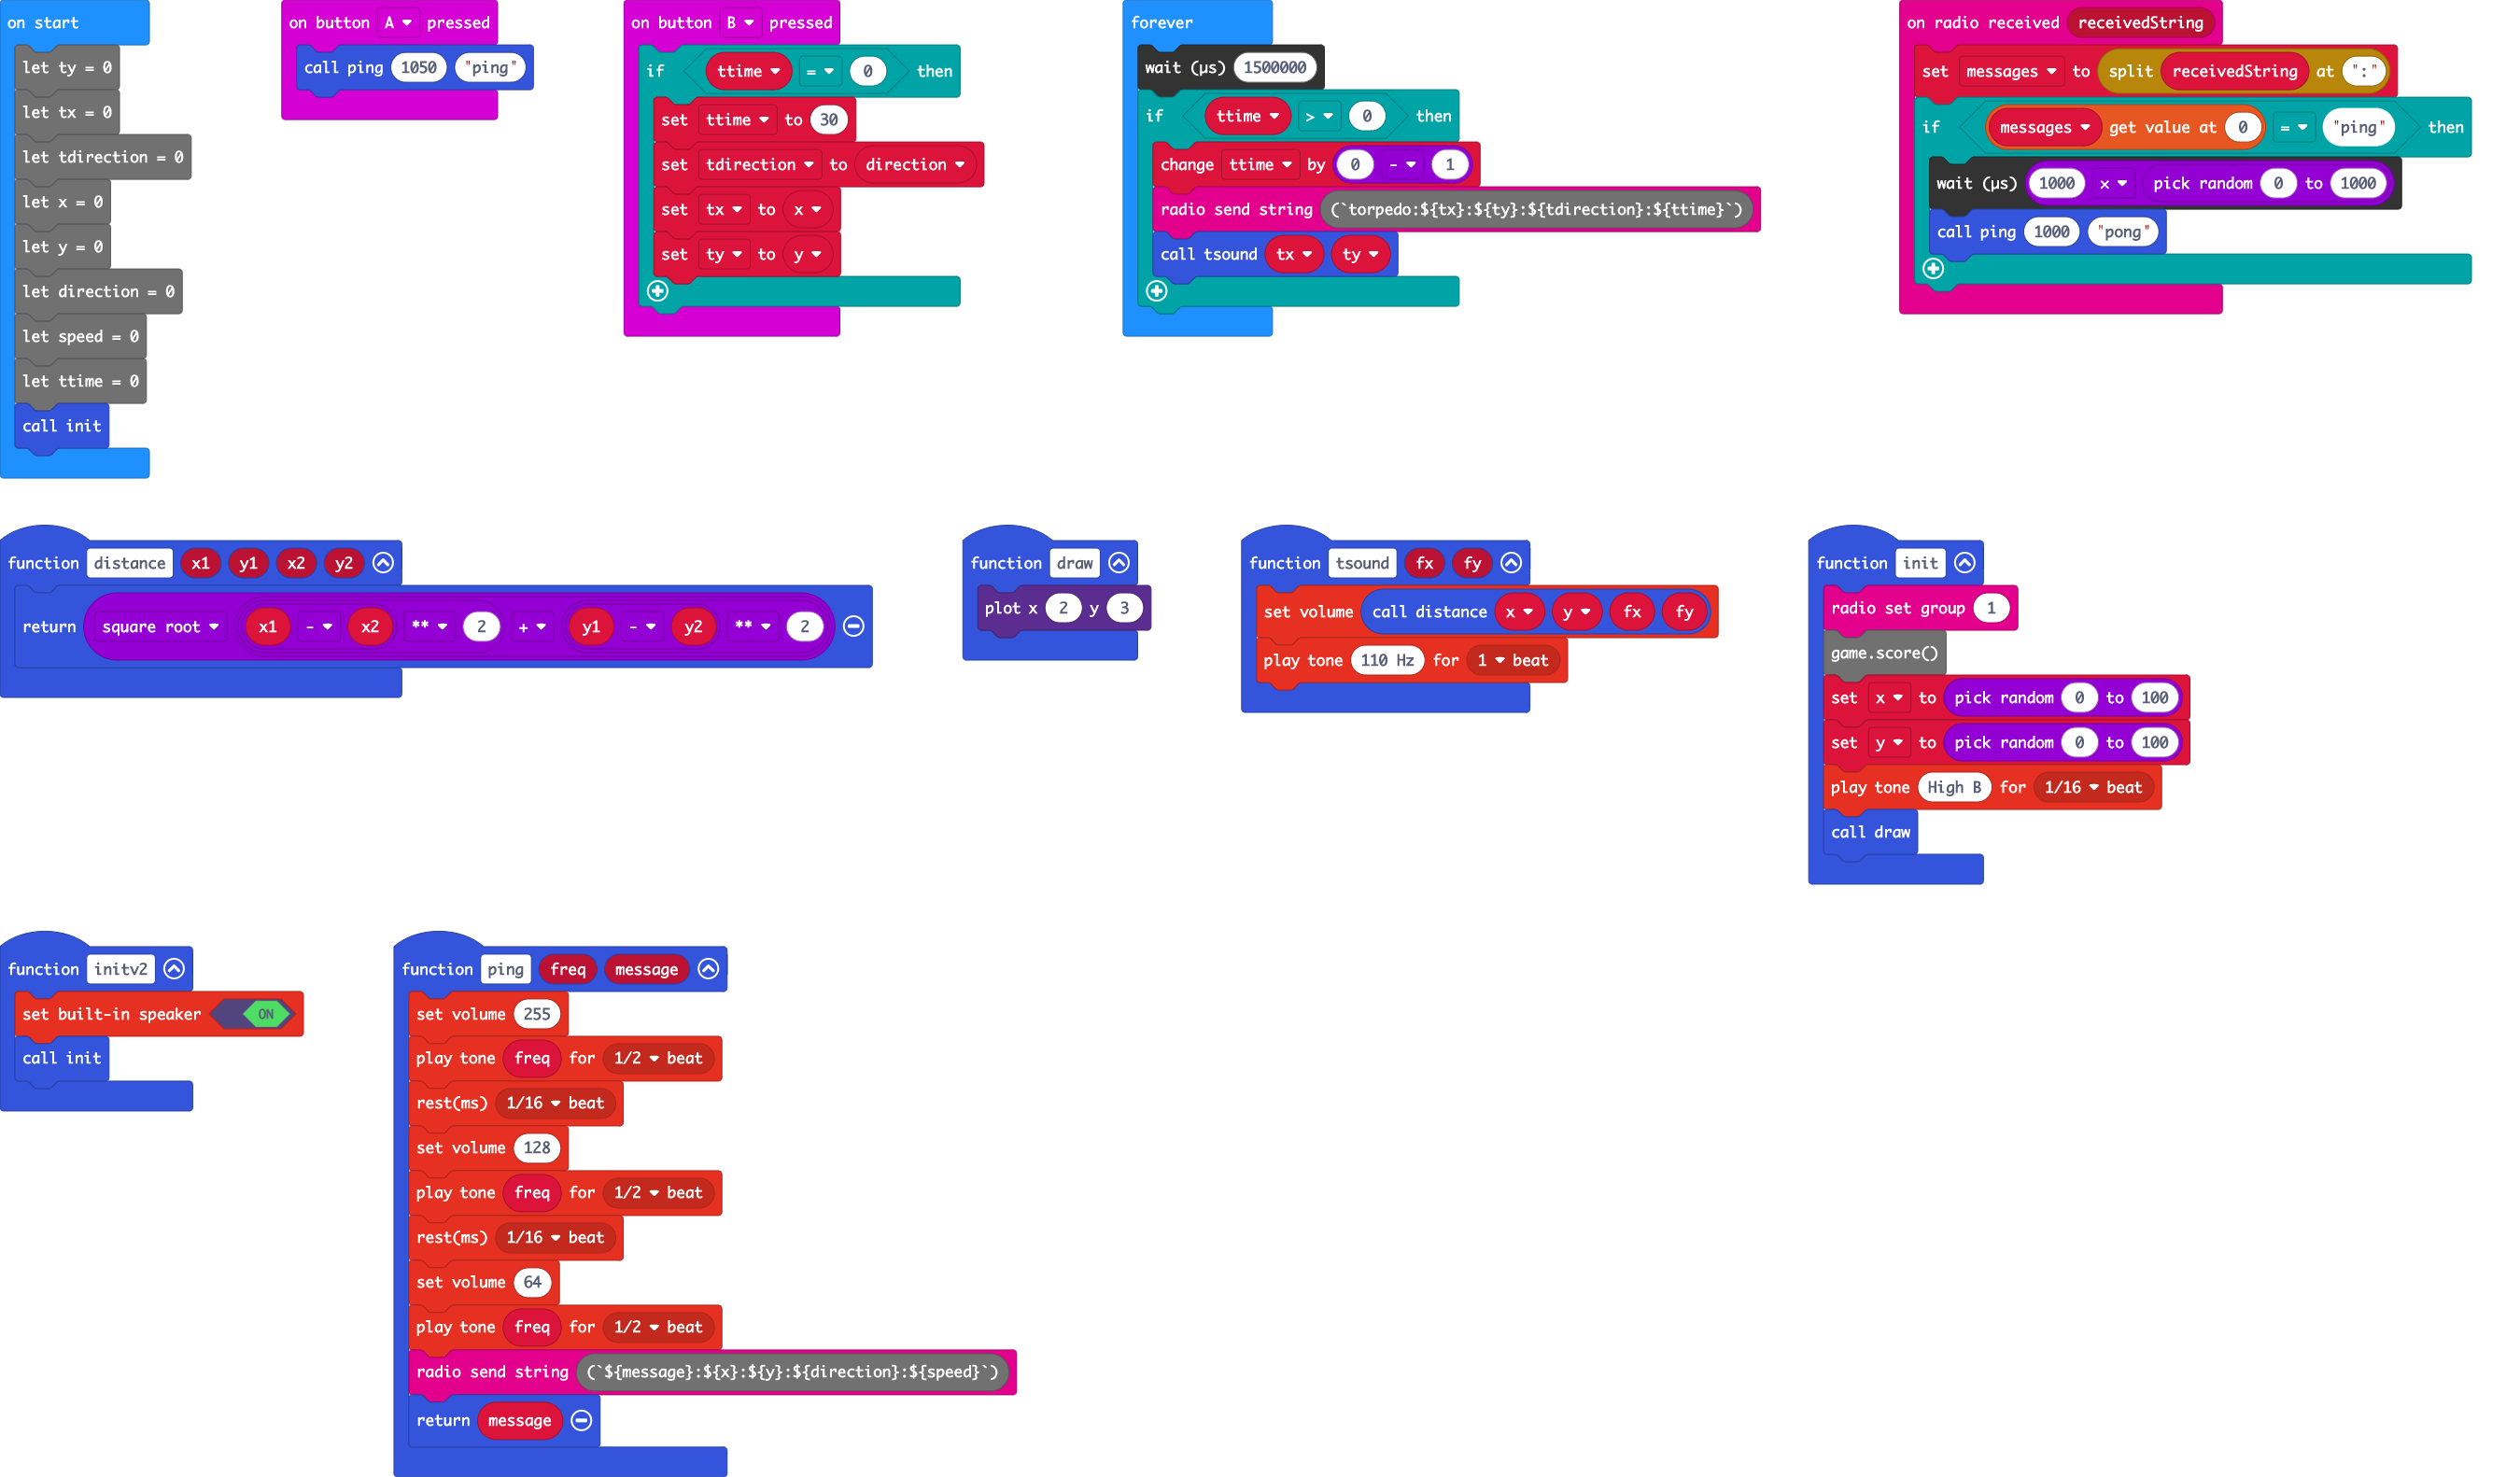 on start
let ty = 0
let tx = 0
let tdirection = 0
let x = 0
let y = 0
let direction = 0
let speed = 0
let ttime = 0
call init
on button A pressed
call ping 1050 "ping"
on button B pressed
if ttime = 0 then
set ttime to 30
set tdirection to direction
set tx to x
set ty to y
forever
wait (µs) 1500000
if ttime > 0 then
change ttime by 0 - 1
radio send string (`torpedo:${tx}:${ty}:${tdirection}:${ttime}`)
call tsound tx ty
on radio received receivedString
set messages to split receivedString at ":"
if messages get value at 0 = "ping" then
wait (µs) 1000 × pick random 0 to 1000
call ping 1000 "pong"
function distance x1 y1 x2 y2
return square root x1 - x2 ** 2 + y1 - y2 ** 2
function draw
plot x 2 y 3
function tsound fx fy
set volume call distance x y fx fy
play tone 110 Hz for 1 beat
function init
radio set group 1
game.score()
set x to pick random 0 to 100
set y to pick random 0 to 100
play tone High B for 1/16 beat
call draw
function initv2
set built-in speaker ON
call init
function ping freq message
set volume 255
play tone freq for 1/2 beat
rest(ms) 1/16 beat
set volume 128
play tone freq for 1/2 beat
rest(ms) 1/16 beat
set volume 64
play tone freq for 1/2 beat
radio send string (`${message}:${x}:${y}:${direction}:${speed}`)
return message